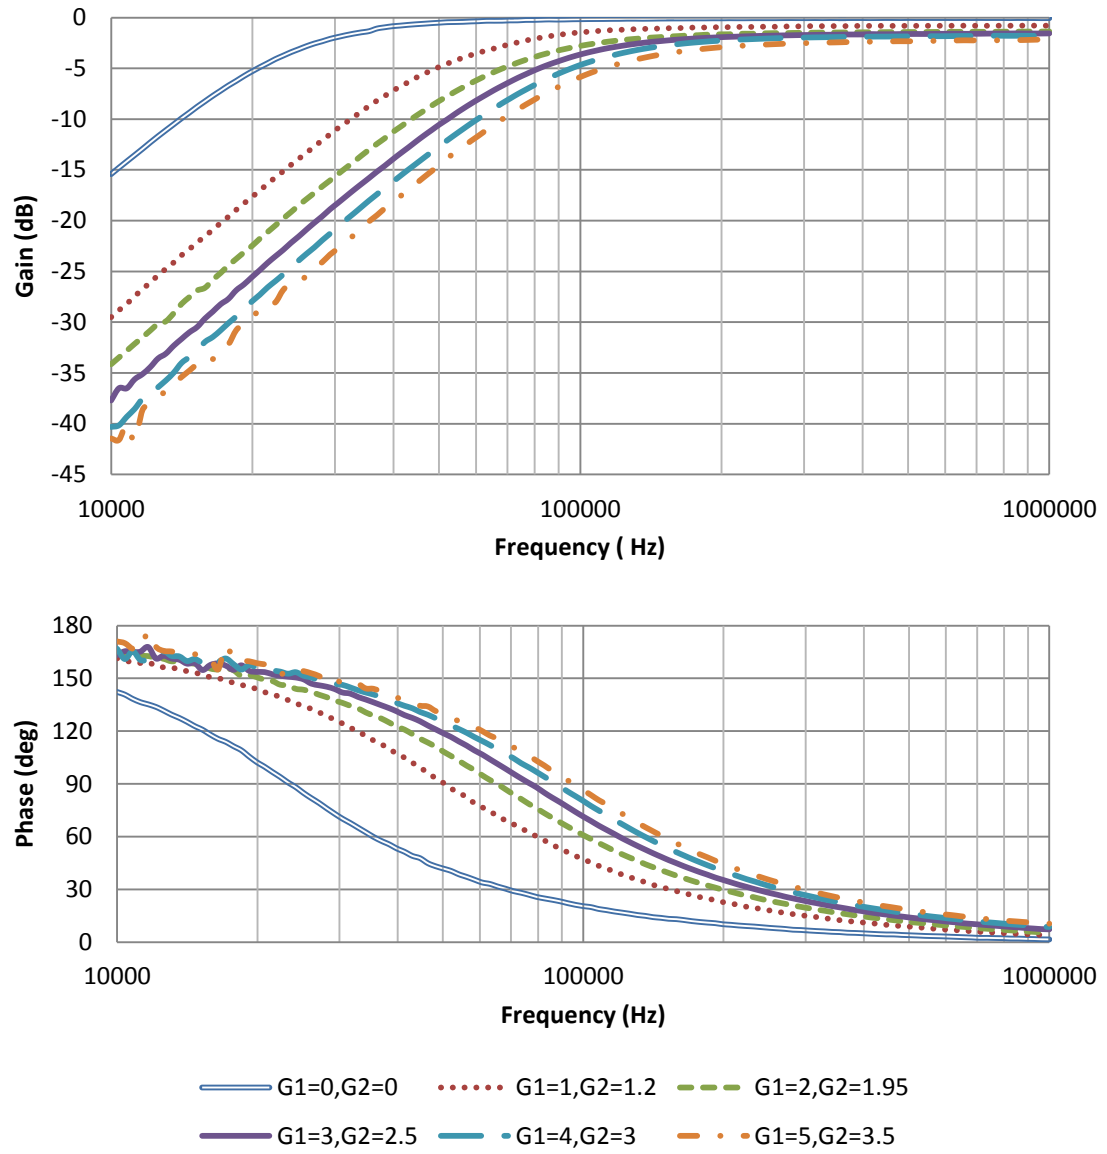 0
-5
-10
-15
-20
-25
-30
-35
-40
-45
Gain (dB)
10000 100000 1000000
Frequency ( Hz)
180
150
120
90
60
30
0
Phase (deg)
10000 100000 1000000
Frequency (Hz)
G1=0,G2=0 G1=1,G2=1.2 G1=2,G2=1.95
G1=3,G2=2.5 G1=4,G2=3 G1=5,G2=3.5